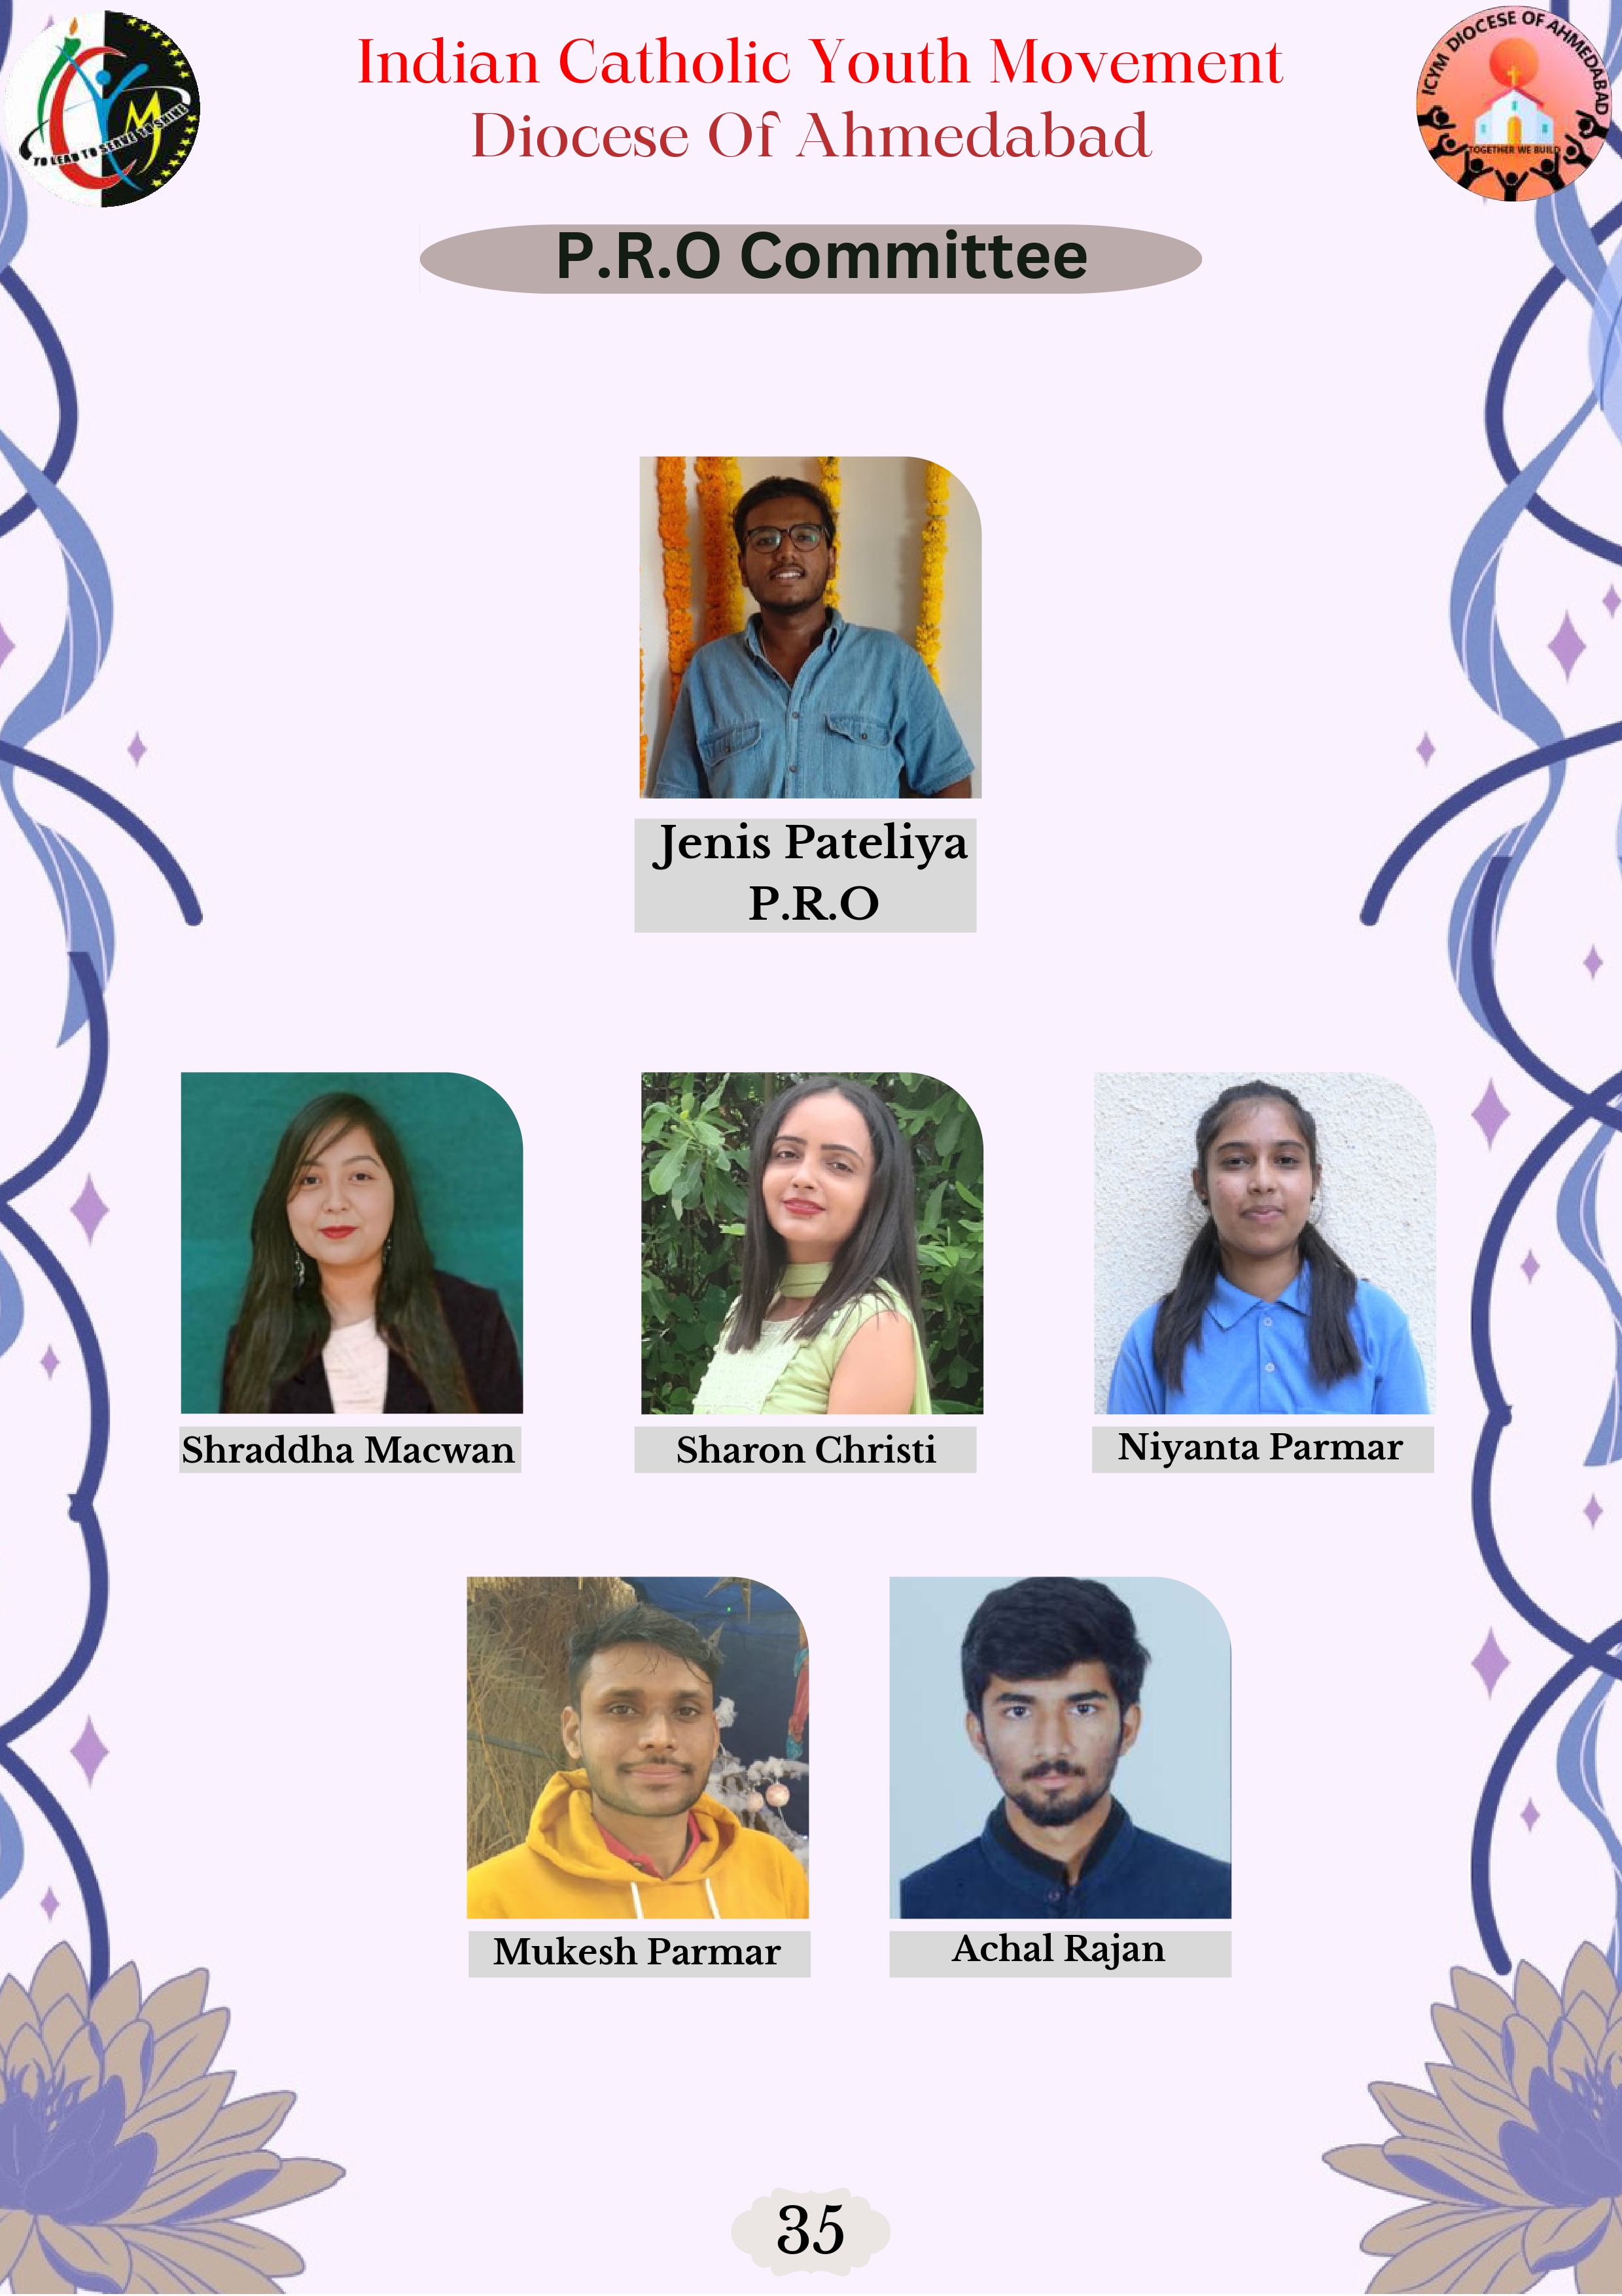 TO LEAD TO SERVE TO SHINE
ICYM DIOCESE OF AHMEDABAD
TOGETHER WE BUILD
Indian Catholic Youth Movement
Diocese Of Ahmedabad
P.R.O Committee
Jenis Pateliya
P.R.O
Shraddha Macwan
Sharon Christi
Niyanta Parmar
Mukesh Parmar
Achal Rajan
35